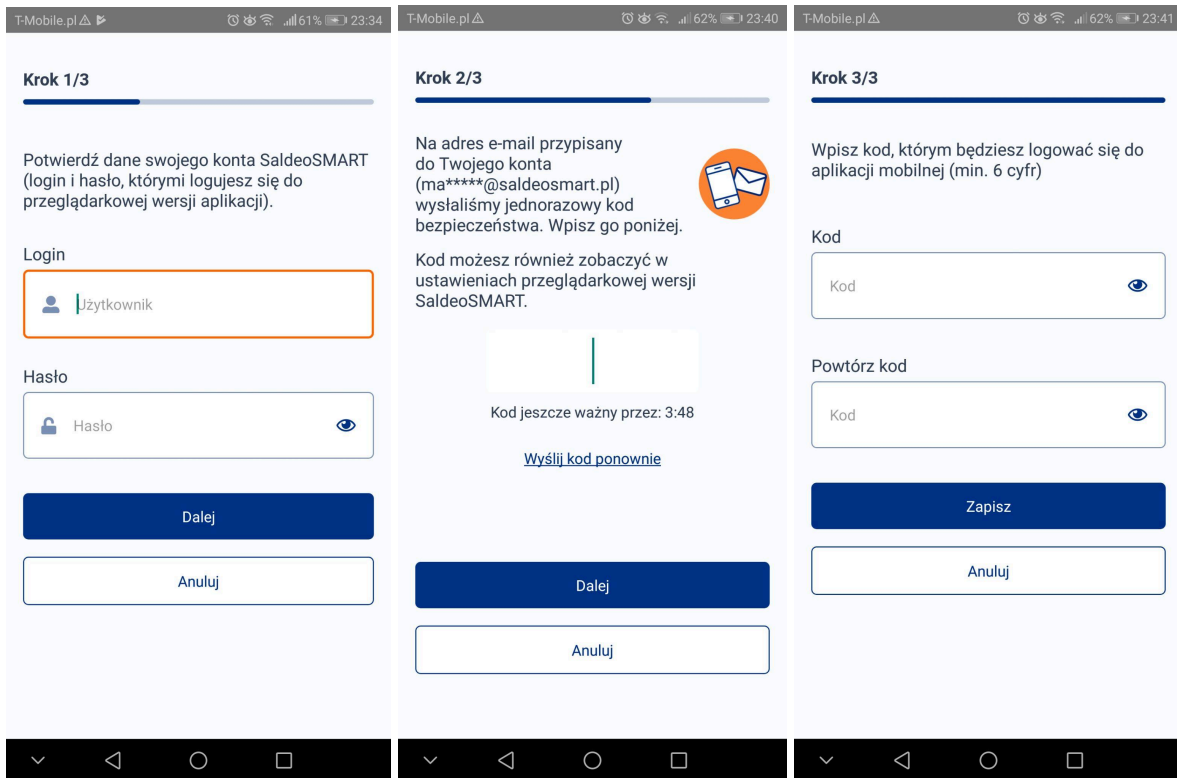 T-Mobile.pl 61% 23:34
Krok 1/3
Potwierdź dane swojego konta SaldeoSMART
(login i hasło, którymi logujesz się do
przeglądarkowej wersji aplikacji).
Login
Użytkownik
Hasło
Hasło
Dalej
Anuluj
T-Mobile.pl 62% 23:40
Krok 2/3
Na adres e-mail przypisany
do Twojego konta
(ma*****@saldeosmart.pl)
wysłaliśmy jednorazowy kod
bezpieczeństwa. Wpisz go poniżej.
Kod możesz również zobaczyć w
ustawieniach przeglądarkowej wersji
SaldeoSMART.
Kod jeszcze ważny przez: 3:48
Wyślij kod ponownie
Dalej
Anuluj
T-Mobile.pl 62% 23:41
Krok 3/3
Wpisz kod, którym będziesz logować się do
aplikacji mobilnej (min. 6 cyfr)
Kod
Kod
Powtórz kod
Kod
Zapisz
Anuluj